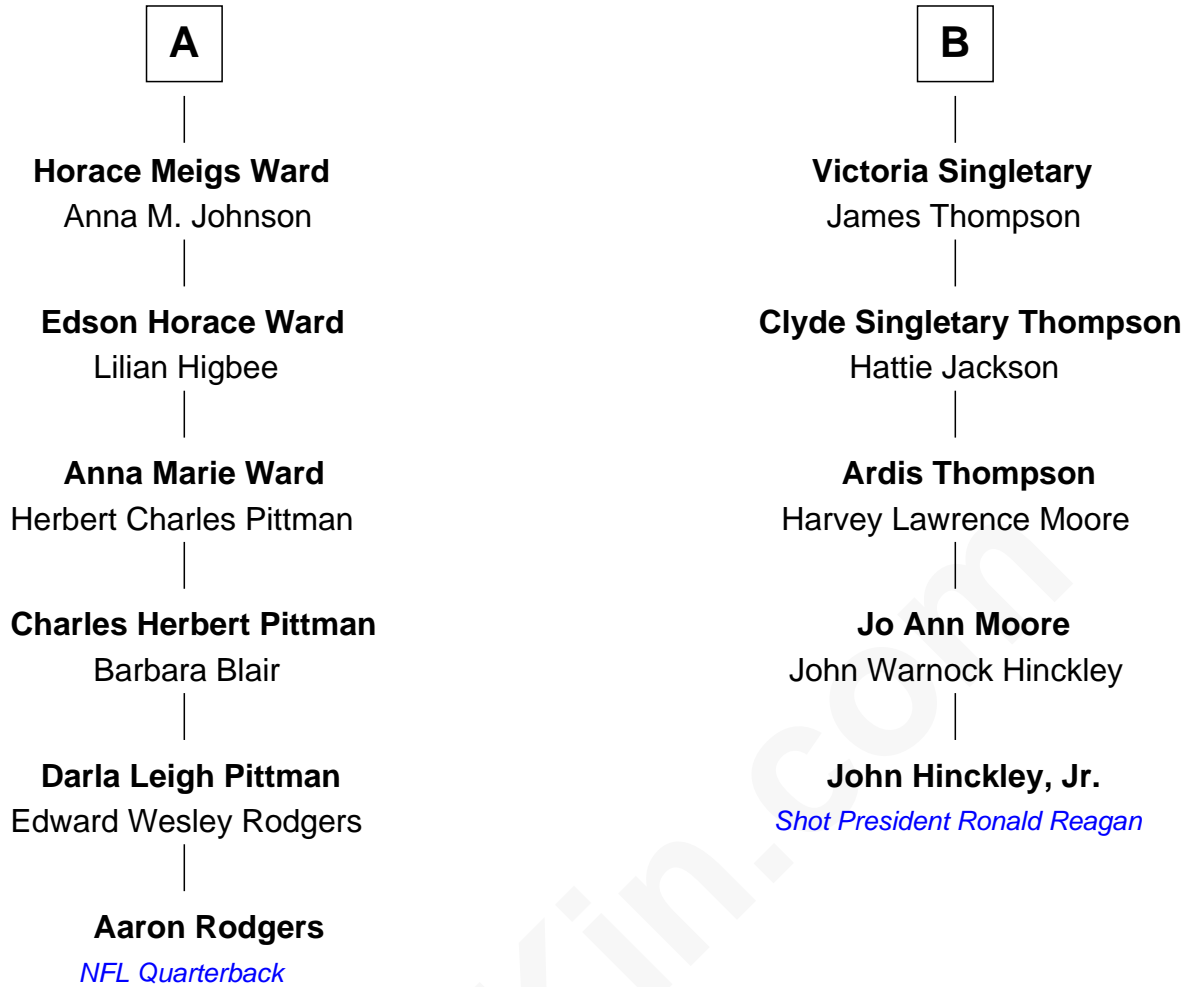 A
Horace Meigs Ward
Anna M. Johnson
Edson Horace Ward
Lilian Higbee
Anna Marie Ward
Herbert Charles Pittman
Charles Herbert Pittman
Barbara Blair
Darla Leigh Pittman
Edward Wesley Rodgers
Aaron Rodgers
NFL Quarterback
B
Victoria Singletary
James Thompson
Clyde Singletary Thompson
Hattie Jackson
Ardis Thompson
Harvey Lawrence Moore
Jo Ann Moore
John Warnock Hinckley
John Hinckley, Jr.
Shot President Ronald Reagan
Kin.com